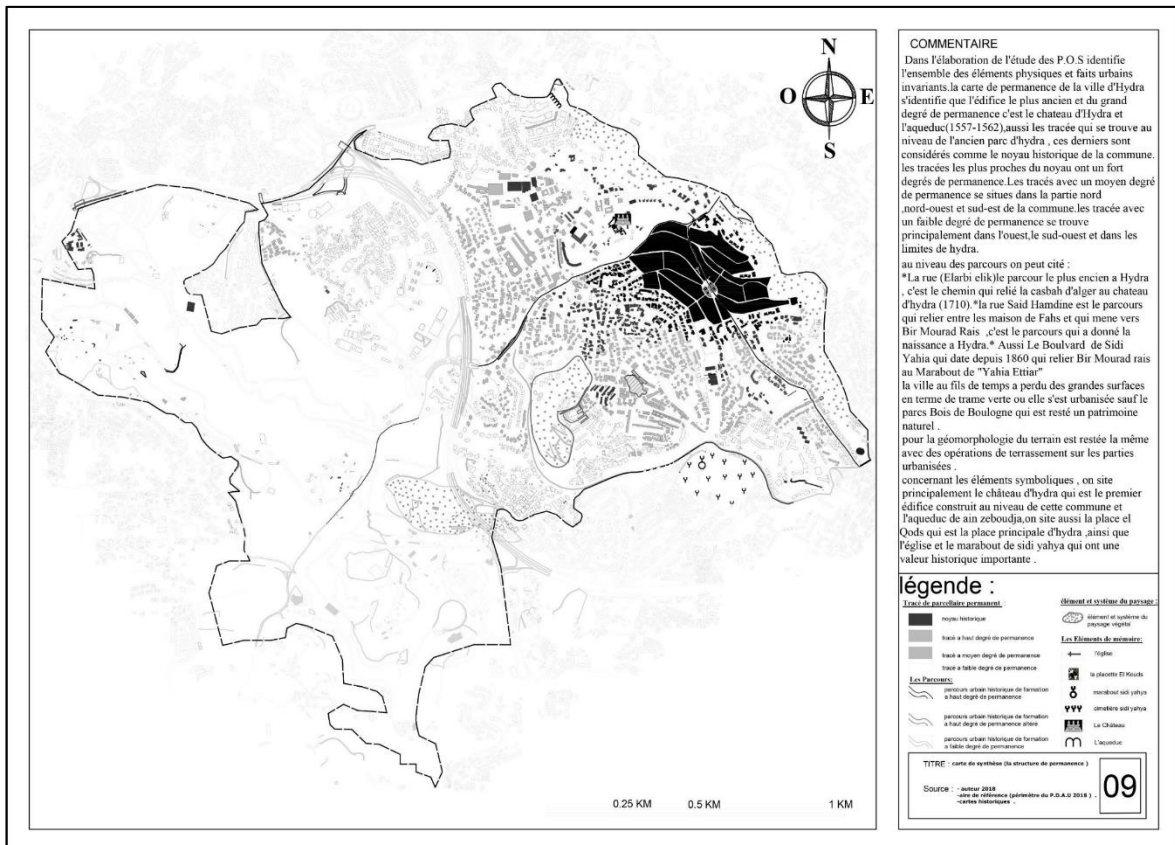 N
O E
S
0.25 KM 0.5 KM 1 KM
COMMENTAIRE
Dans l'élaboration de l'étude des P.O.S identifie
l'ensemble des éléments physiques et faits urbains
invariants.la carte de permanence de la ville d'Hydra
s'identifie que l'édifice le plus ancien et du grand
degré de permanence c'est le chateau d'Hydra et
l'aqueduc(1557-1562),aussi les tracée qui se trouve au
niveau de l'ancien parc d'hydra , ces derniers sont
considérés comme le noyau historique de la commune.
les tracées les plus proches du noyau ont un fort
degrés de permanence.Les tracés avec un moyen degré
de permanence se situes dans la partie nord
,nord-ouest et sud-est de la commune.les tracée avec
un faible degré de permanence se trouve
principalement dans l'ouest,le sud-ouest et dans les
limites de hydra.
au niveau des parcours on peut cité :
*La rue (Elarbi elik)le parcour le plus encien a Hydra
, c'est le chemin qui relié la casbah d'alger au chateau
d'hydra (1710).*la rue Said Hamdine est le parcours
qui relier entre les maison de Fahs et qui mene vers
Bir Mourad Rais ,c'est le parcours qui a donné la
naissance a Hydra.* Aussi Le Boulvard de Sidi
Yahia qui date depuis 1860 qui relier Bir Mourad rais
au Marabout de "Yahia Ettiar"
la ville au fils de temps a perdu des grandes surfaces
en terme de trame verte ou elle s'est urbanisée sauf le
parcs Bois de Boulogne qui est resté un patrimoine
naturel .
pour la géomorphologie du terrain est restée la même
avec des opérations de terrassement sur les parties
urbanisées .
concernant les éléments symboliques , on site
principalement le château d'hydra qui est le premier
édifice construit au niveau de cette commune et
l'aqueduc de ain zeboudja,on site aussi la place el
Qods qui est la place principale d'hydra ,ainsi que
l'église et le marabout de sidi yahya qui ont une
valeur historique importante .
légende :
Tracé de parcellaire permanent :
noyau historique
tracé a haut degré de permanence
tracé a moyen degré de permanence
tracé a faible degré de permanence
Les Parcours:
parcours urbain historique de formation
a haut degré de permanence
parcours urbain historique de formation
a haut degré de permanence altéré
parcours urbain historique de formation
a faible degré de permanence
élément et système du paysage :
élément et système du
paysage végétal
Les Eléments de mémoire:
l'église
la placette El Kouds
marabout sidi yahya
cimetière sidi yahya
Le Château
L'aqueduc
TITRE : carte de synthèse (la structure de permanence )
Source : - auteur 2018
-aire de référence (périmètre du P.D.A.U 2016 ) .
-cartes historiques .
09